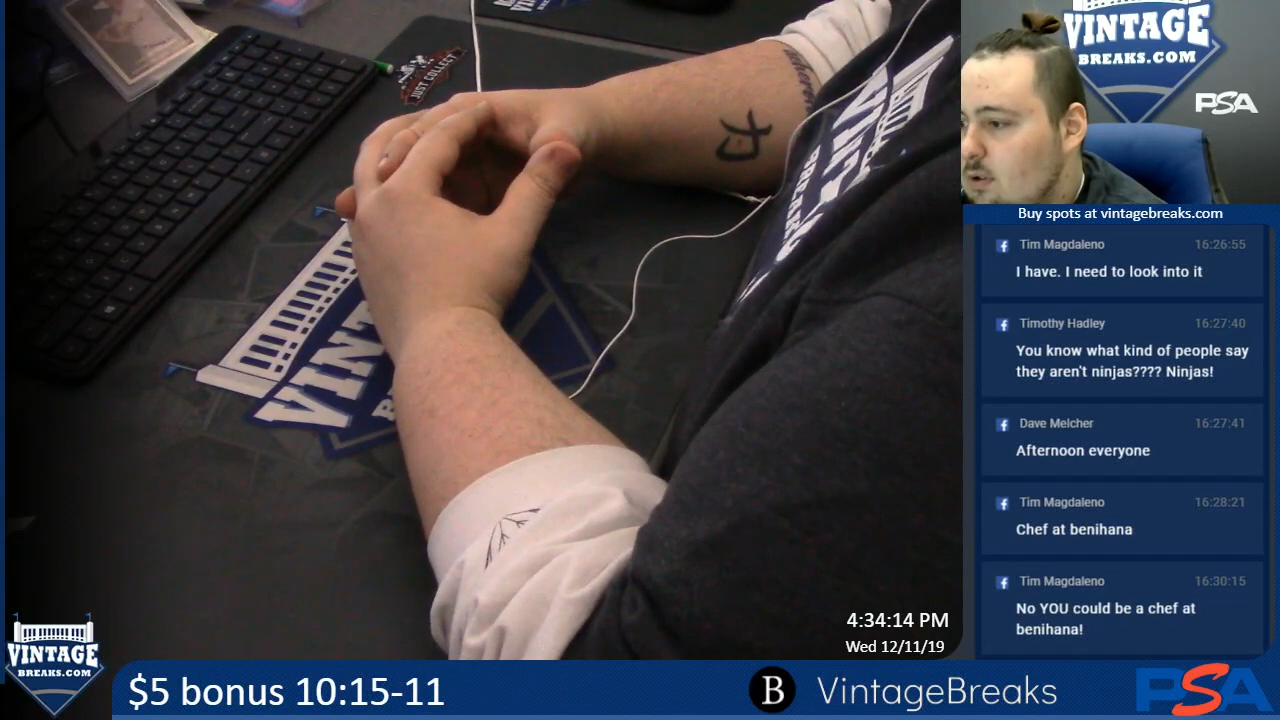 JUST COLLECT
力
VINT
VINTAGE
BREAKS.COM
PSA
Buy spots at vintagebreaks.com
Tim Magdaleno 16:26:55
I have. I need to look into it
Timothy Hadley 16:27:40
You know what kind of people say
they aren't ninjas???? Ninjas!
Dave Melcher 16:27:41
Afternoon everyone
Tim Magdaleno 16:28:21
Chef at benihana
Tim Magdaleno 16:30:15
No YOU could be a chef at
benihana!
4:34:14 PM
Wed 12/11/19
VINTAGE
BREAKS.COM
$5 bonus 10:15-11
B VintageBreaks
PSA